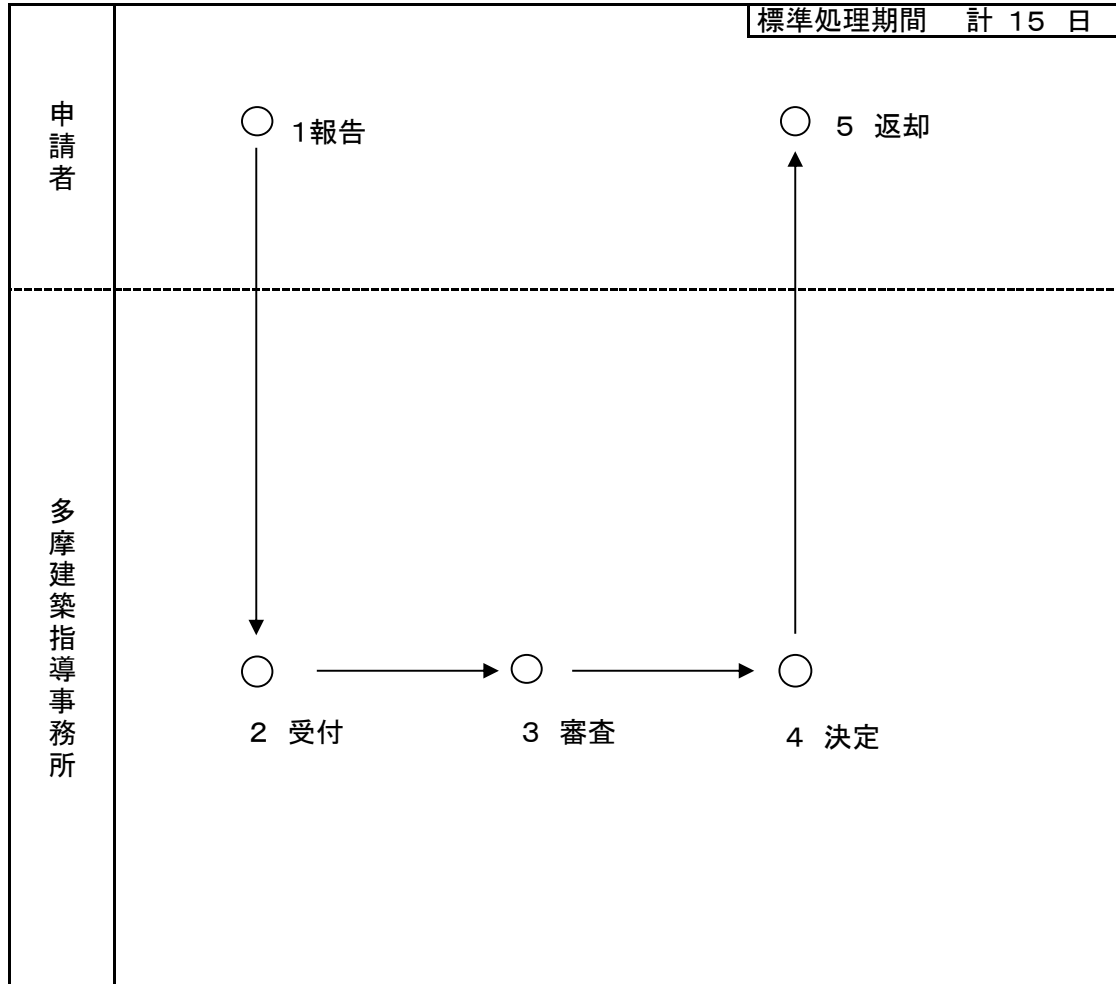 標準処理期間　計 15 日
申請者
1報告
5 返却
多摩建築指導事務所
2 受付
3 審査
4 決定